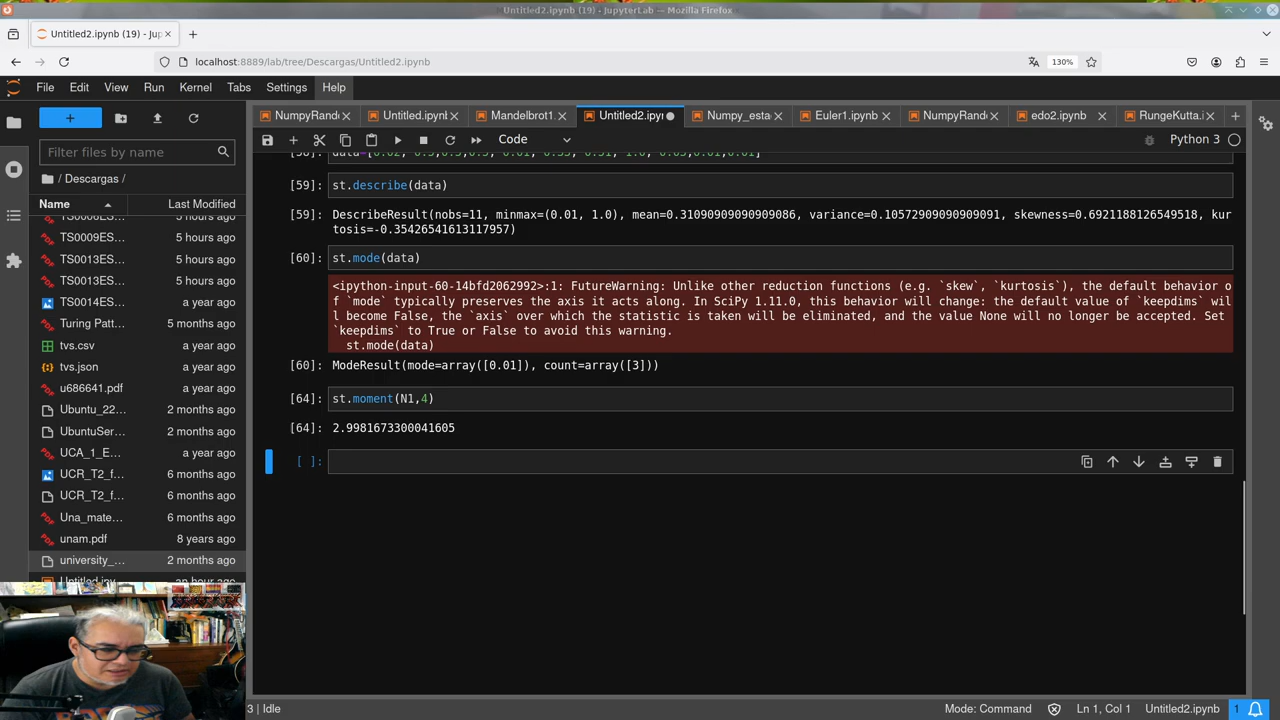 Untitled2.ipynb (19) - JupyterLab — Mozilla Firefox
Untitled2.ipynb (19) - Jup
localhost:8889/lab/tree/Descargas/Untitled2.ipynb
130%
File Edit View Run Kernel Tabs Settings Help
NumpyRand Untitled.ipynb Mandelbrot1. Untitled2.ipyn Numpy_esta Euler1.ipynb NumpyRand edo2.ipynb RungeKutta.i
Code
Python 3
Filter files by name
/ Descargas /
Name Last Modified
5 hours ago
TS0009ES... 5 hours ago
TS0013ES... 5 hours ago
TS0013ES... 5 hours ago
TS0014ES... a year ago
Turing Patt... 5 months ago
tvs.csv a year ago
tvs.json a year ago
u686641.pdf a year ago
Ubuntu_22... 2 months ago
UbuntuSer... 2 months ago
UCA_1_E... a year ago
UCR_T2_f... 6 months ago
UCR_T2_f... 6 months ago
Una_mate... 6 months ago
unam.pdf 8 years ago
university_... 2 months ago
Untitled.ipy... an hour ago
[59]: st.describe(data)
[59]: DescribeResult(nobs=11, minmax=(0.01, 1.0), mean=0.31090909090909086, variance=0.10572909090909091, skewness=0.6921188126549518, kur
tosis=-0.35426541613117957)
[60]: st.mode(data)
<ipython-input-60-14bfd2062992>:1: FutureWarning: Unlike other reduction functions (e.g. `skew`, `kurtosis`), the default behavior o
f `mode` typically preserves the axis it acts along. In SciPy 1.11.0, this behavior will change: the default value of `keepdims` wil
l become False, the `axis` over which the statistic is taken will be eliminated, and the value None will no longer be accepted. Set
`keepdims` to True or False to avoid this warning.
st.mode(data)
[60]: ModeResult(mode=array([0.01]), count=array([3]))
[64]: st.moment(N1,4)
[64]: 2.9981673300041605
[ ]:
3 | Idle
Mode: Command
Ln 1, Col 1
Untitled2.ipynb
1